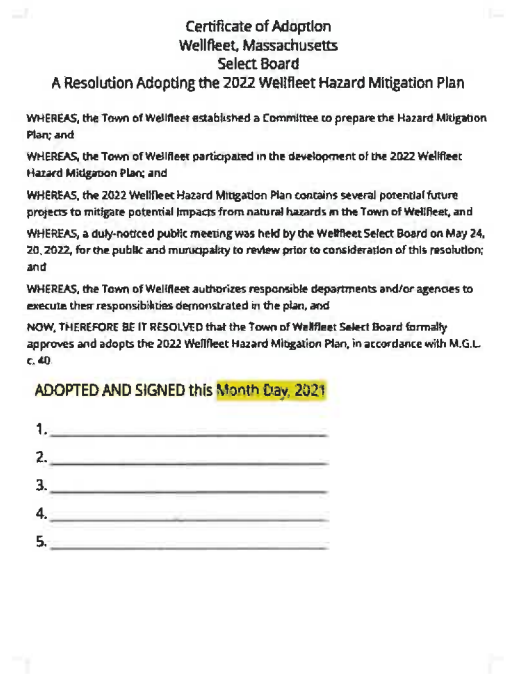 Certificate of Adoption
Wellfleet, Massachusetts
Select Board
A Resolution Adopting the 2022 Wellfleet Hazard Mitigation Plan
WHEREAS, the Town of Wellfleet established a Committee to prepare the Hazard Mitigation
Plan; and
WHEREAS, the Town of Wellfleet participated in the development of the 2022 Wellfleet
Hazard Mitigation Plan; and
WHEREAS, the 2022 Wellfleet Hazard Mitigation Plan contains several potential future
projects to mitigate potential impacts from natural hazards in the Town of Wellfleet, and
WHEREAS, a duly-noticed public meeting was held by the Wellfleet Select Board on May 24,
20, 2022, for the public and municipality to review prior to consideration of this resolution;
and
WHEREAS, the Town of Wellfleet authorizes responsible departments and/or agencies to
execute their responsibilities demonstrated in the plan, and
NOW, THEREFORE BE IT RESOLVED that the Town of Wellfleet Select Board formally
approves and adopts the 2022 Wellfleet Hazard Mitigation Plan, in accordance with M.G.L.
c. 40
ADOPTED AND SIGNED this Month Day, 2021
1.
2.
3.
4.
5.